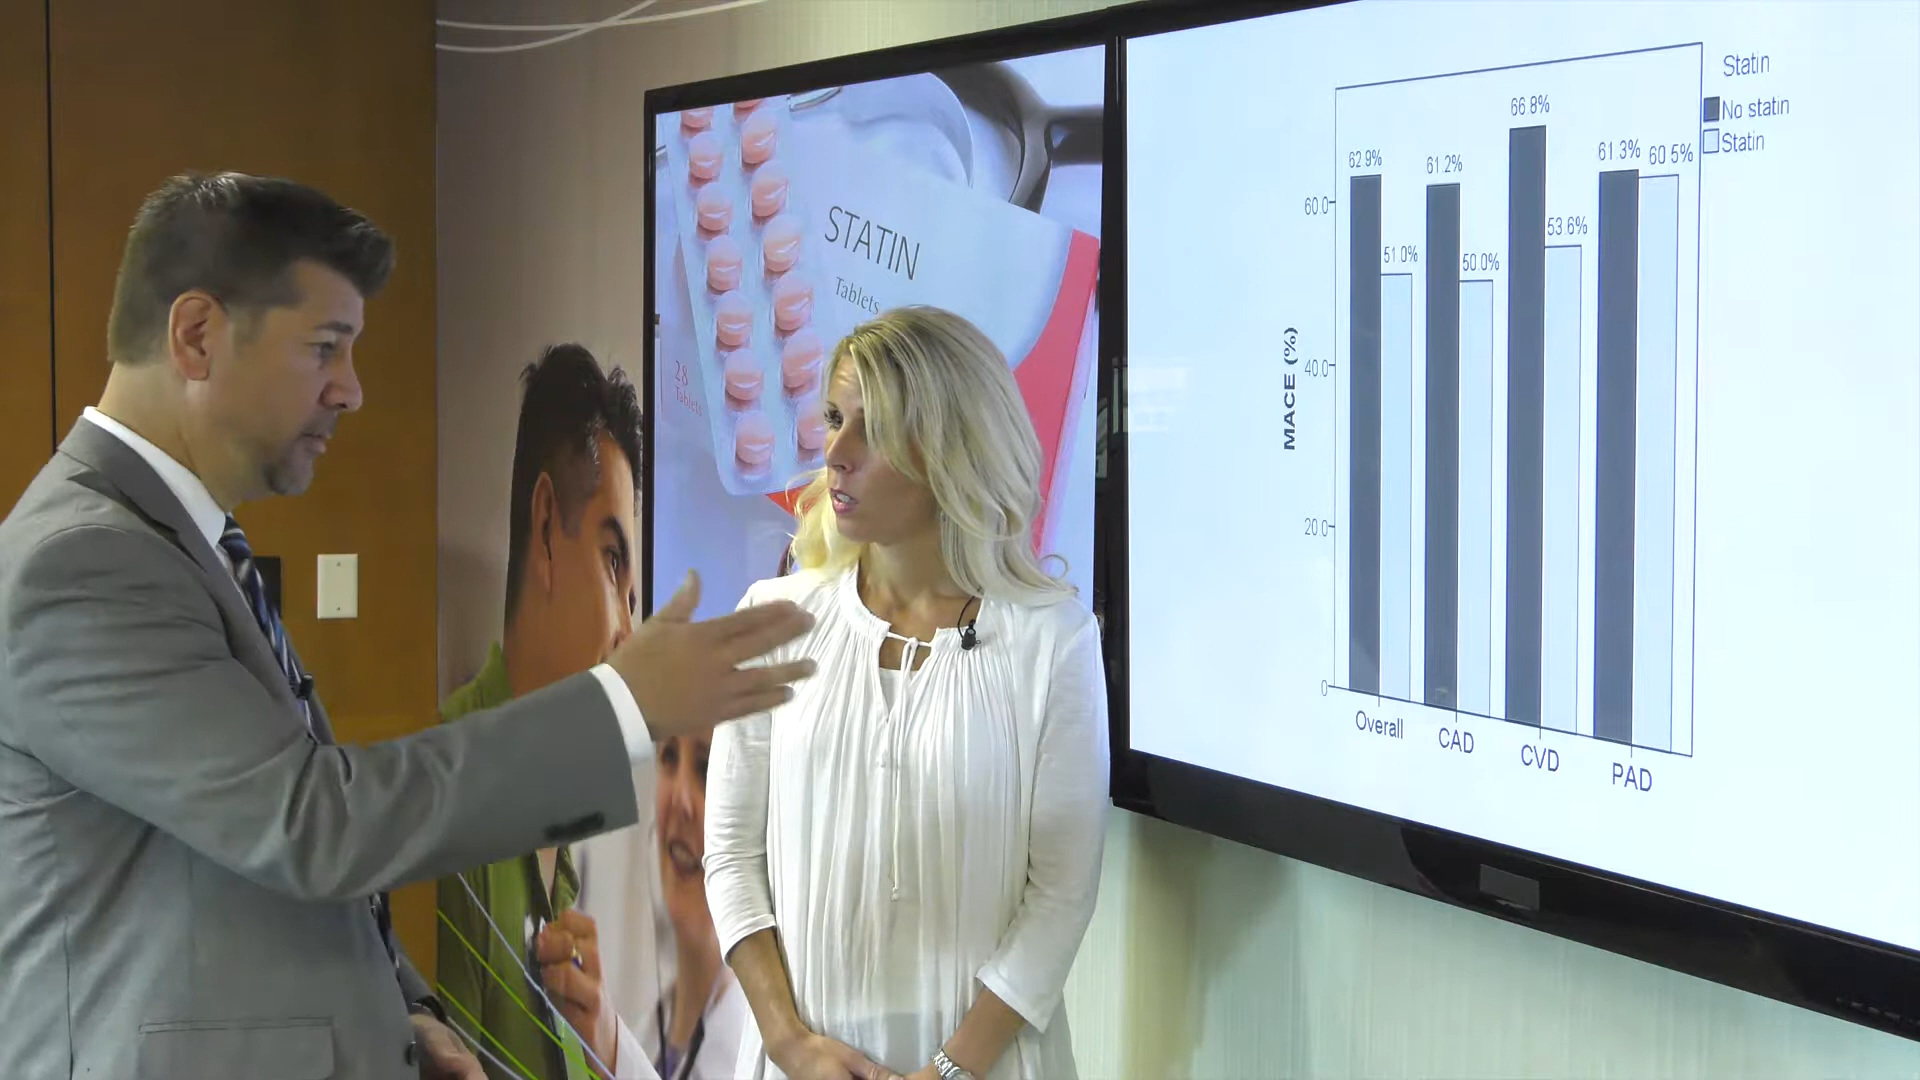 STATIN
Tablets
28
Tablets
Statin
No statin
Statin
62.9% 51.0% 61.2% 50.0% 66.8% 53.6% 61.3% 60.5%
60.0
40.0
20.0
0
MACE (%)
Overall CAD CVD PAD